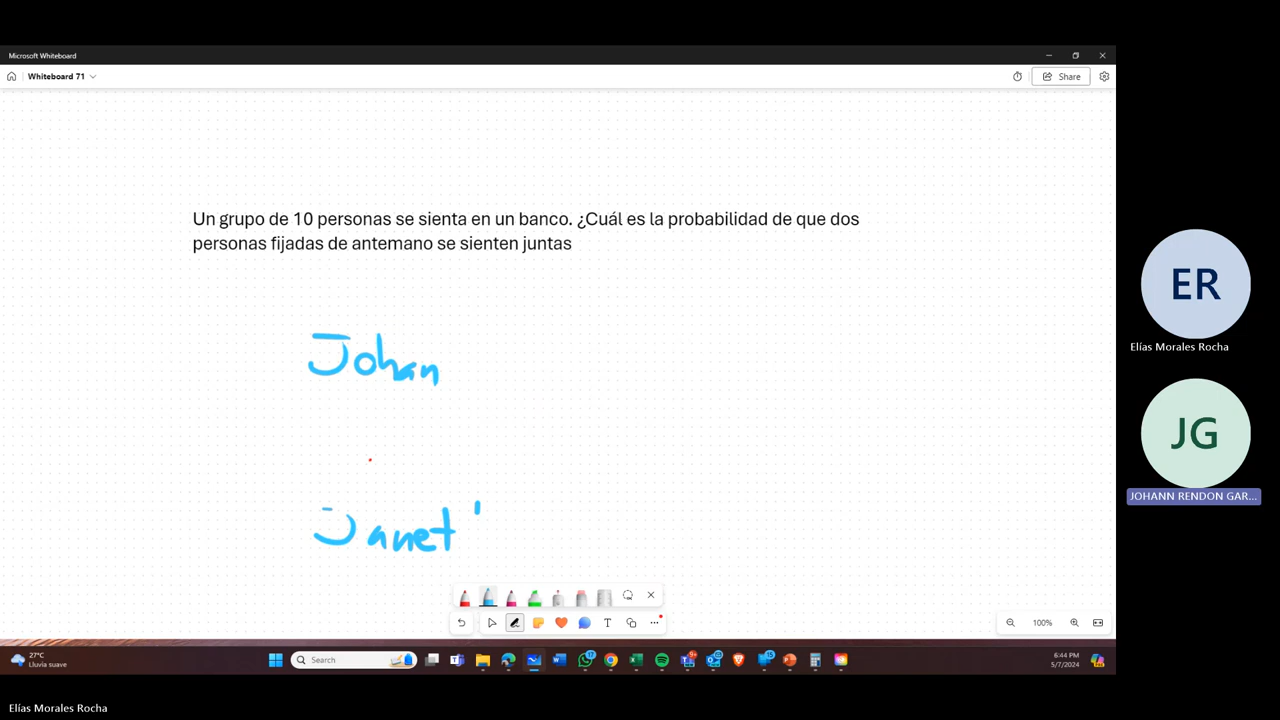 Microsoft Whiteboard
Whiteboard 71
Share
Un grupo de 10 personas se sienta en un banco. ¿Cuál es la probabilidad de que dos
personas fijadas de antemano se sienten juntas
Johan
Janet
ER
Elías Morales Rocha
JG
JOHANN RENDON GAR...
100%
27°C
Lluvia suave
Search
6:44 PM
5/7/2024
Elías Morales Rocha